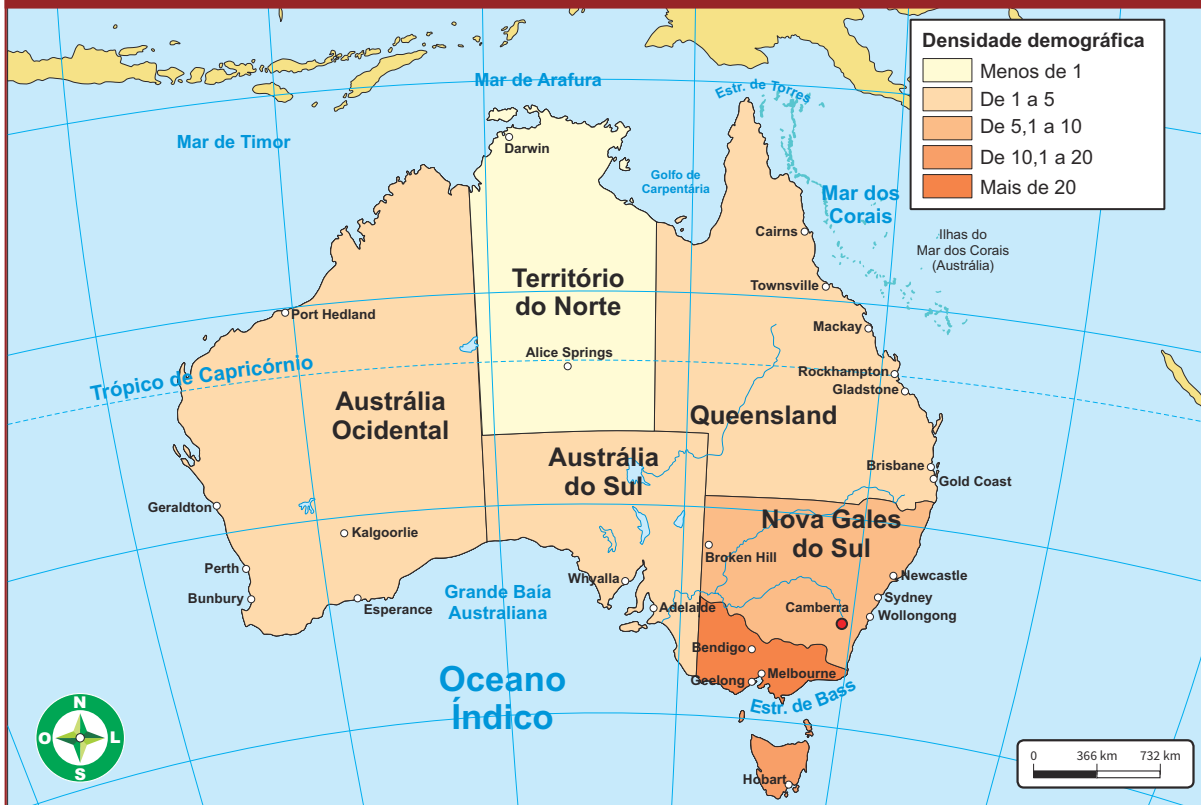 Densidade demográfica
Menos de 1
De 1 a 5
De 5,1 a 10
De 10,1 a 20
Mais de 20
Mar de Arafura
Estr. de Torres
Mar de Timor
Darwin
Golfo de
Carpentária
Mar dos
Corais
Cairns
Ilhas do
Mar dos Corais
(Austrália)
Território
do Norte
Townsville
Port Hedland
Mackay
Alice Springs
Trópico de Capricórnio
Rockhampton
Gladstone
Austrália
Ocidental
Queensland
Austrália
do Sul
Brisbane
Gold Coast
Geraldton
Kalgoorlie
Nova Gales
do Sul
Broken Hill
Perth
Whyalla
Newcastle
Bunbury
Esperance
Grande Baía
Australiana
Adelaide
Camberra
Sydney
Wollongong
Bendigo
Melbourne
Geelong
Estr. de Bass
Oceano
Índico
Hobart
N
O
L
S
0 366 km 732 km